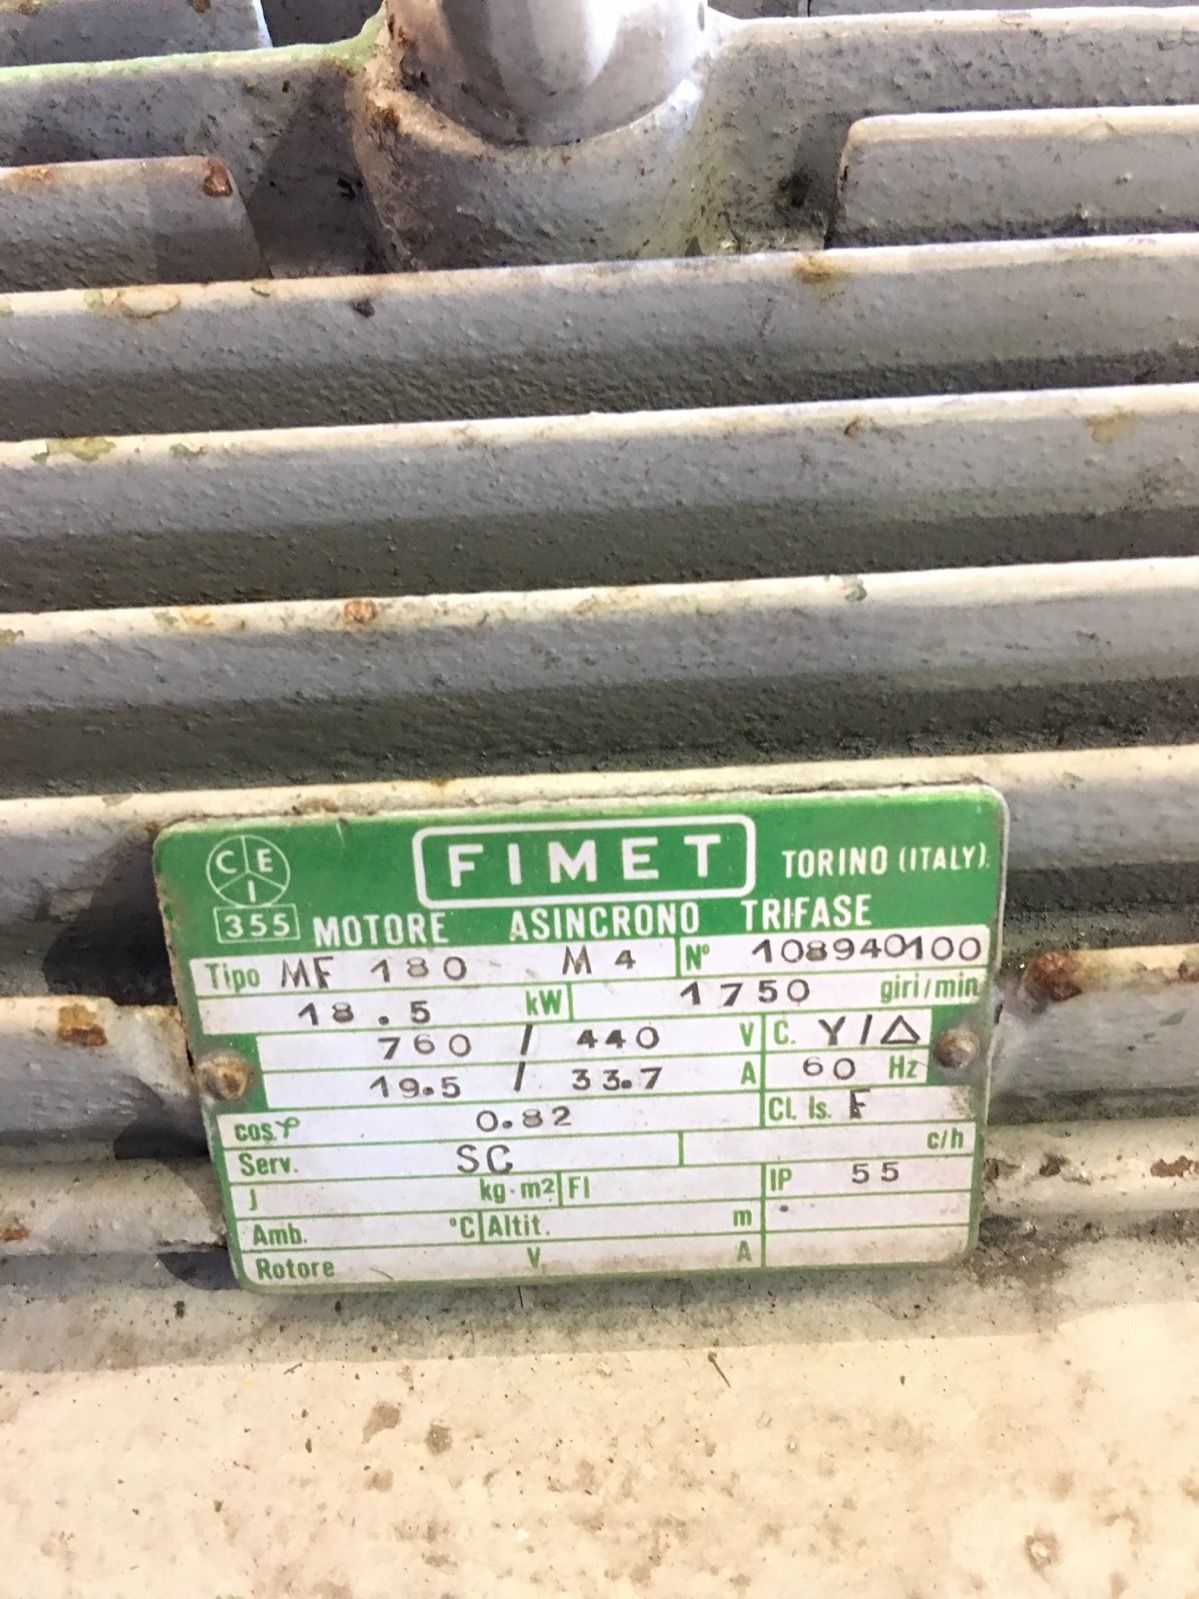 CEI
FIMET TORINO (ITALY).
355 MOTORE ASINCRONO TRIFASE
Tipo MF 180 M 4 N° 108940100
18.5 kW 1750 giri/min
760 / 440 V C. Y/Δ
19.5 / 33.7 A 60 Hz
cosφ 0.82 Cl. Is. F
Serv. SC c/h
J kg·m² FI IP 55
Amb. °C Altit. m
Rotore V A